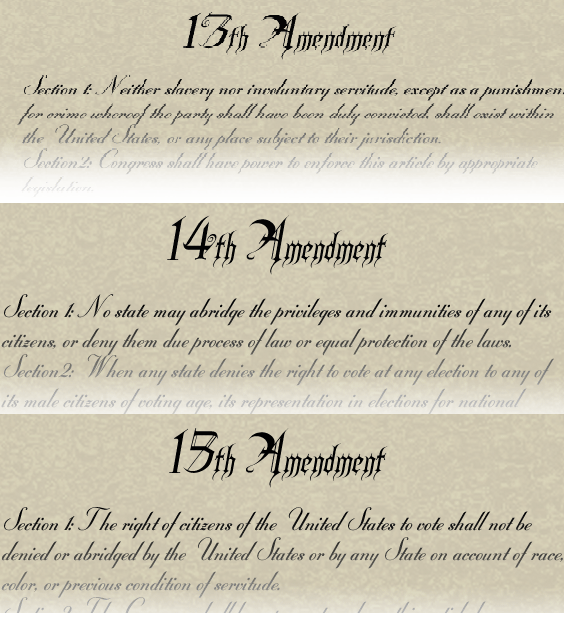 13th Amendment
Section 1: Neither slavery nor involuntary servitude, except as a punishment
for crime whereof the party shall have been duly convicted, shall exist within
the United States, or any place subject to their jurisdiction.
Section2: Congress shall have power to enforce this article by appropriate
legislation.
14th Amendment
Section 1: No state may abridge the privileges and immunities of any of its
citizens, or deny them due process of law or equal protection of the laws.
Section2: When any state denies the right to vote at any election to any of
its male citizens of voting age, its representation in elections for national
15th Amendment
Section 1: The right of citizens of the United States to vote shall not be
denied or abridged by the United States or by any State on account of race,
color, or previous condition of servitude.